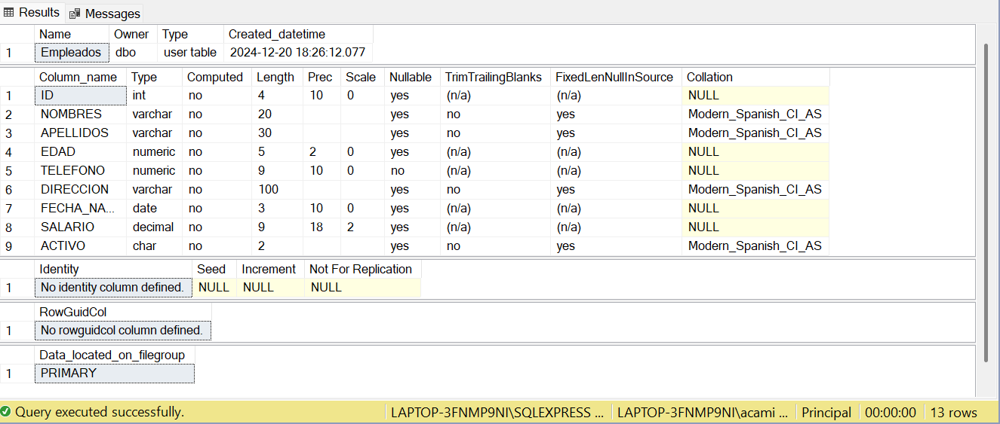 Results Messages
Name Owner Type Created_datetime
1 Empleados dbo user table 2024-12-20 18:26:12.077
Column_name Type Computed Length Prec Scale Nullable TrimTrailingBlanks FixedLenNullInSource Collation
1 ID int no 4 10 0 yes (n/a) (n/a) NULL
2 NOMBRES varchar no 20 yes no yes Modern_Spanish_CI_AS
3 APELLIDOS varchar no 30 yes no yes Modern_Spanish_CI_AS
4 EDAD numeric no 5 2 0 yes (n/a) (n/a) NULL
5 TELEFONO numeric no 9 10 0 no (n/a) (n/a) NULL
6 DIRECCION varchar no 100 yes no yes Modern_Spanish_CI_AS
7 FECHA_NA... date no 3 10 0 yes (n/a) (n/a) NULL
8 SALARIO decimal no 9 18 2 yes (n/a) (n/a) NULL
9 ACTIVO char no 2 yes no yes Modern_Spanish_CI_AS
Identity Seed Increment Not For Replication
1 No identity column defined. NULL NULL NULL
RowGuidCol
1 No rowguidcol column defined.
Data_located_on_filegroup
1 PRIMARY
Query executed successfully. LAPTOP-3FNMP9NI\SQLEXPRESS ... LAPTOP-3FNMP9NI\acami ... Principal 00:00:00 13 rows